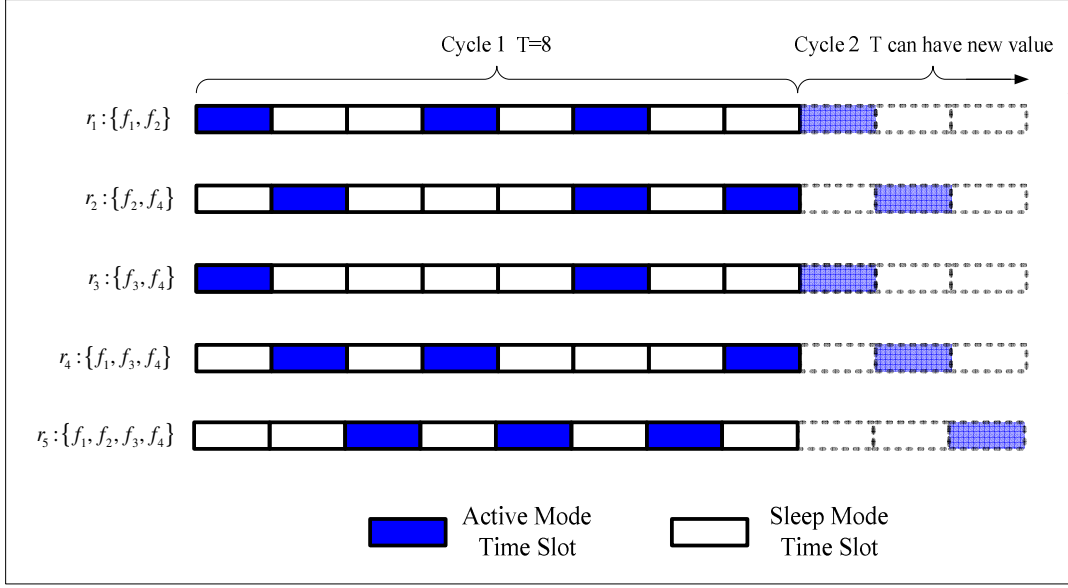 Cycle 1 T=8
Cycle 2 T can have new value
r₁:{f₁, f₂}
r₂:{f₂, f₄}
r₃:{f₃, f₄}
r₄:{f₁, f₃, f₄}
r₅:{f₁, f₂, f₃, f₄}
Active Mode
Time Slot
Sleep Mode
Time Slot